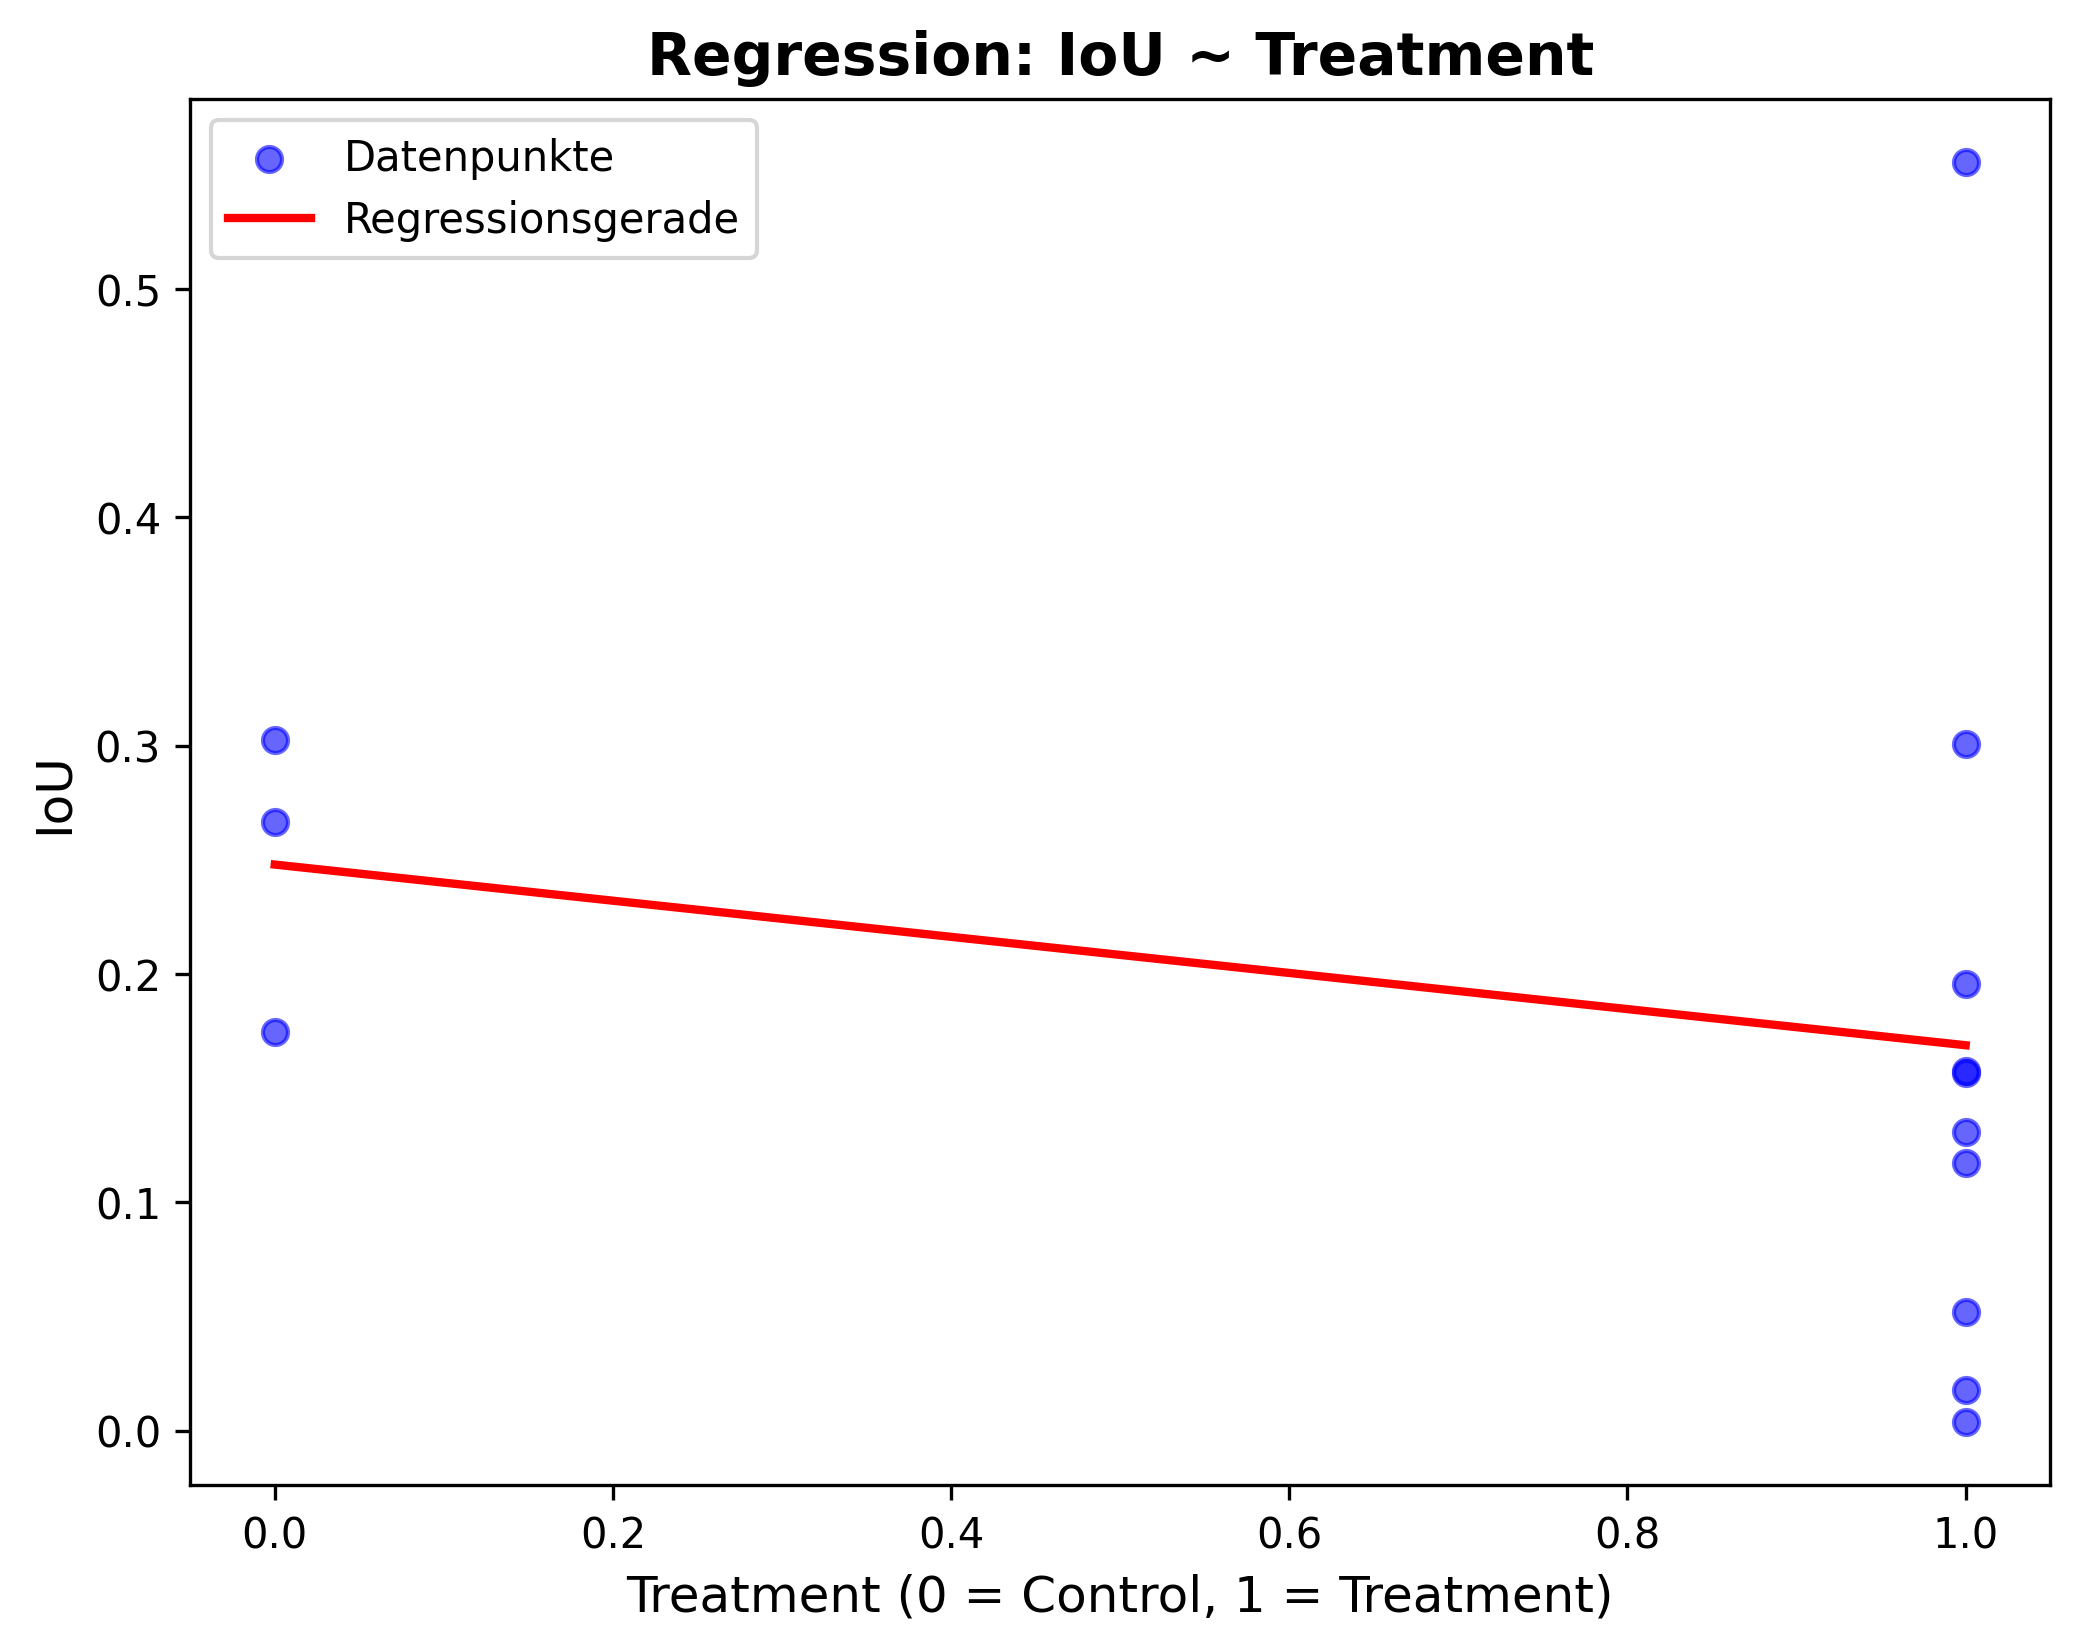 Regression: IoU ~ Treatment
Datenpunkte
Regressionsgerade
IoU
0.5
0.4
0.3
0.2
0.1
0.0
0.0 0.2 0.4 0.6 0.8 1.0
Treatment (0 = Control, 1 = Treatment)